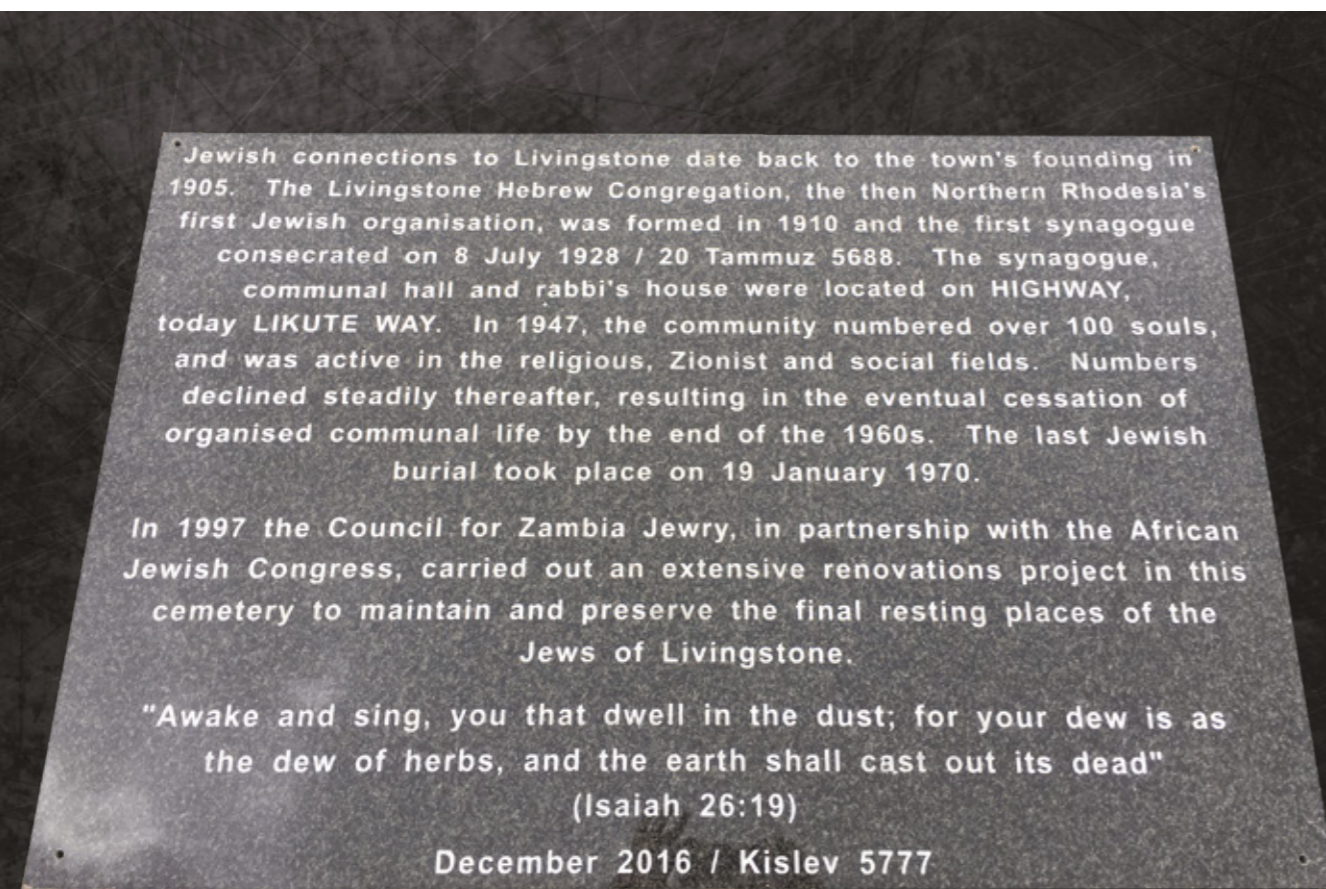 Jewish connections to Livingstone date back to the town's founding in
1905. The Livingstone Hebrew Congregation, the then Northern Rhodesia's
first Jewish organisation, was formed in 1910 and the first synagogue
consecrated on 8 July 1928 / 20 Tammuz 5688. The synagogue,
communal hall and rabbi's house were located on HIGHWAY,
today LIKUTE WAY. In 1947, the community numbered over 100 souls,
and was active in the religious, Zionist and social fields. Numbers
declined steadily thereafter, resulting in the eventual cessation of
organised communal life by the end of the 1960s. The last Jewish
burial took place on 19 January 1970.
In 1997 the Council for Zambia Jewry, in partnership with the African
Jewish Congress, carried out an extensive renovations project in this
cemetery to maintain and preserve the final resting places of the
Jews of Livingstone.
"Awake and sing, you that dwell in the dust; for your dew is as
the dew of herbs, and the earth shall cast out its dead"
(Isaiah 26:19)
December 2016 / Kislev 5777